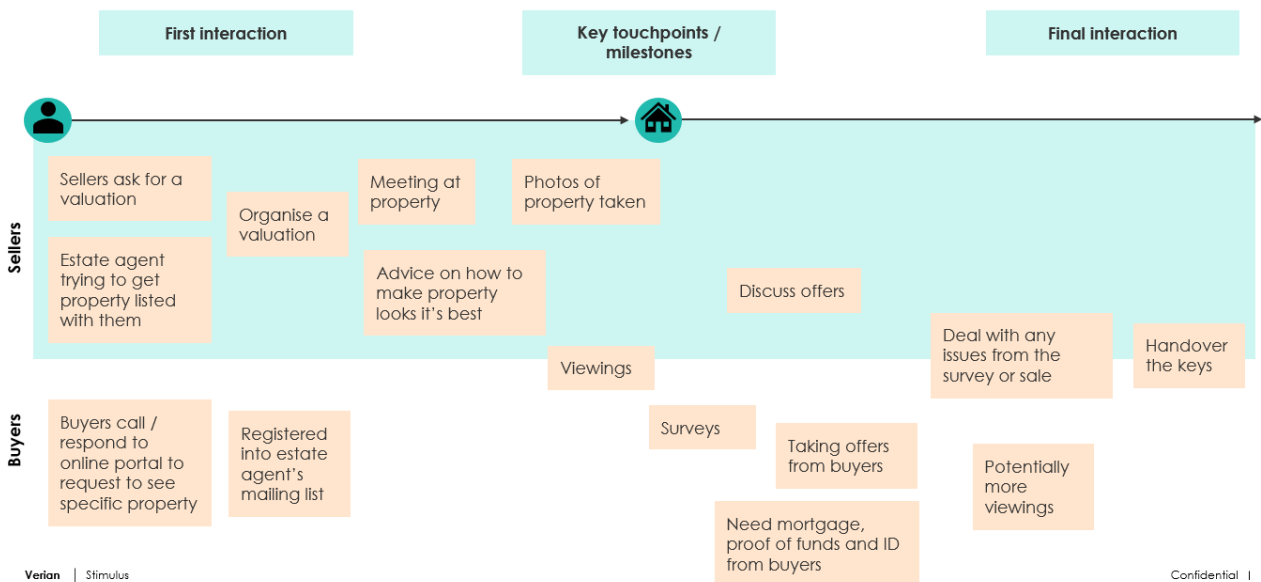 First interaction
Key touchpoints /
milestones
Final interaction
Sellers
Sellers ask for a
valuation
Estate agent
trying to get
property listed
with them
Organise a
valuation
Meeting at
property
Advice on how to
make property
looks it's best
Photos of
property taken
Viewings
Discuss offers
Deal with any
issues from the
survey or sale
Handover
the keys
Buyers
Buyers call /
respond to
online portal to
request to see
specific property
Registered
into estate
agent's
mailing list
Surveys
Taking offers
from buyers
Need mortgage,
proof of funds and ID
from buyers
Potentially
more
viewings
Verian | Stimulus
Confidential |